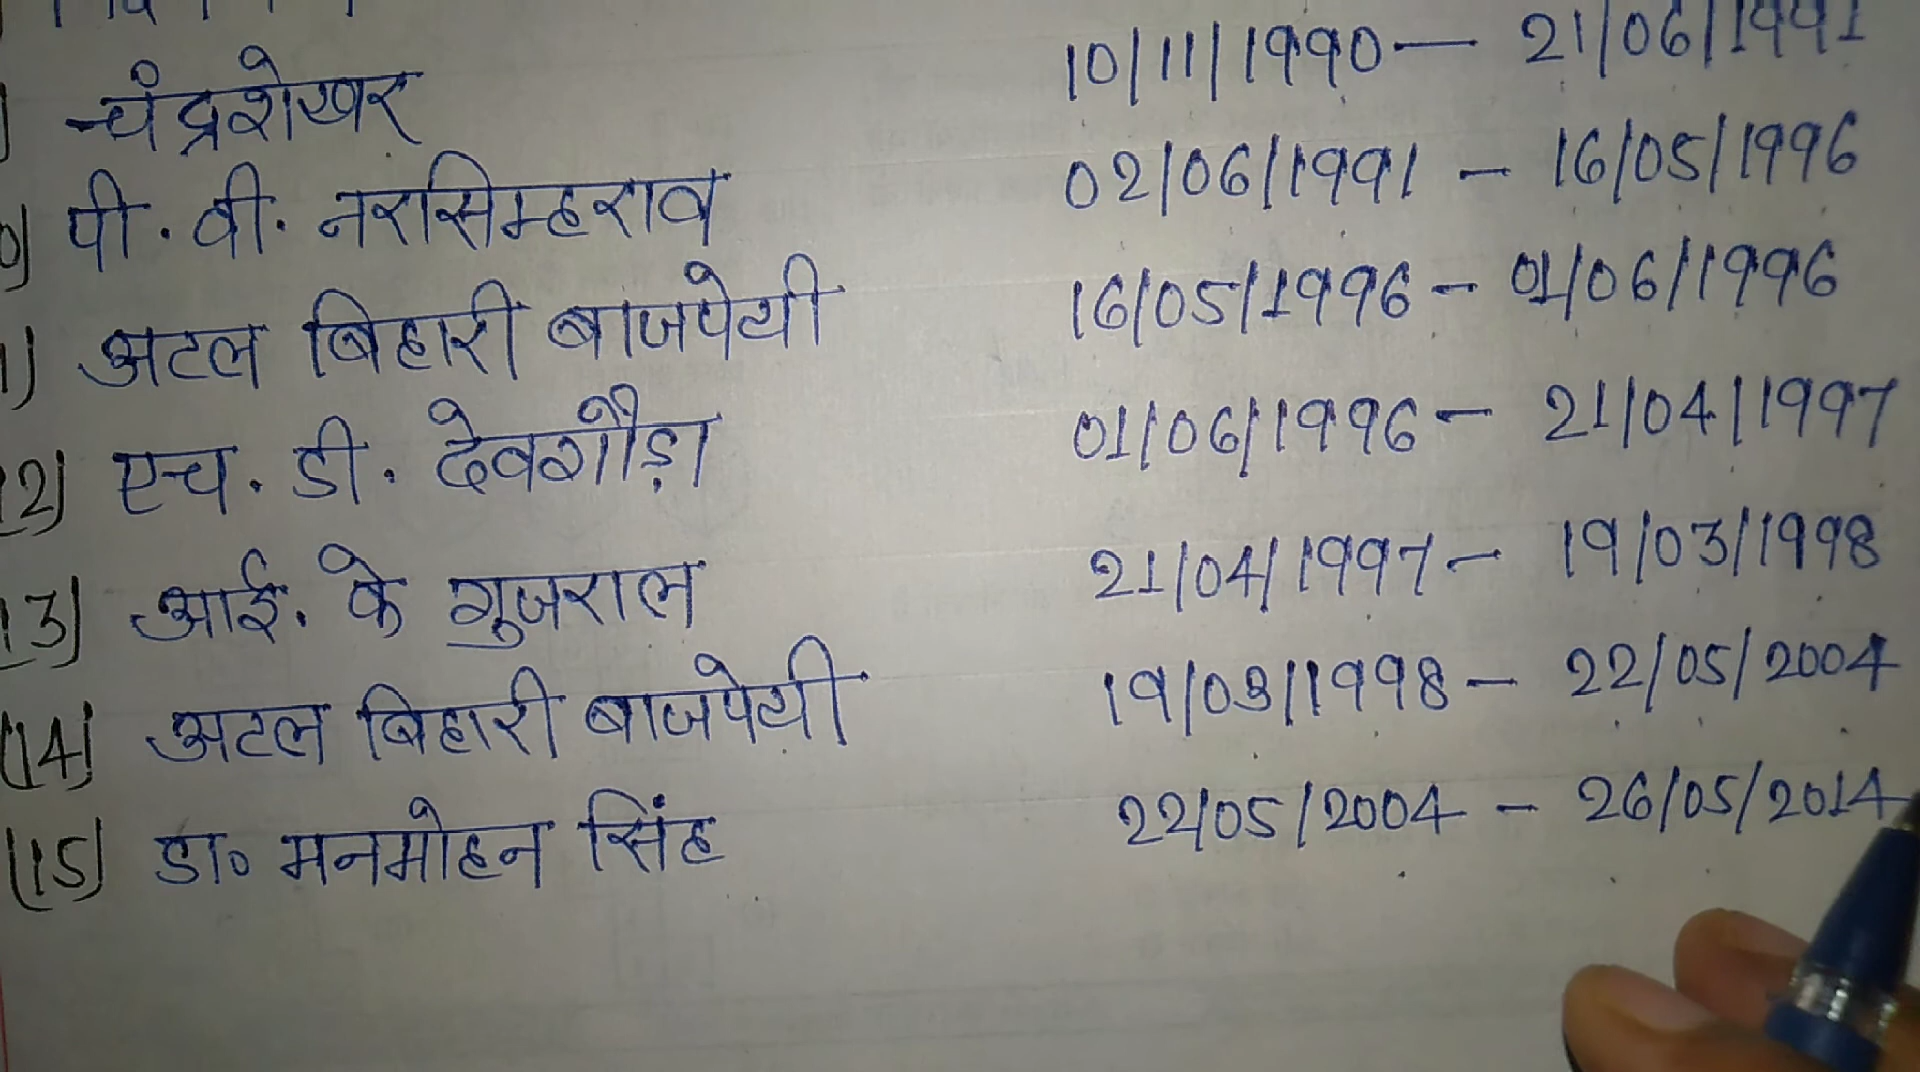 चंद्रशेखर 10/11/1990 — 21/06/1991
पी. वी. नरसिम्हराव 02/06/1991 - 16/05/1996
अटल बिहारी बाजपेयी 16/05/1996 - 01/06/1996
12) एच. डी. देवगौड़ा 01/06/1996 - 21/04/1997
13) आई. के गुजराल 21/04/1997 - 19/03/1998
(14) अटल बिहारी बाजपेयी 19/03/1998 - 22/05/2004
(15) डा० मनमोहन सिंह 22/05/2004 - 26/05/2014